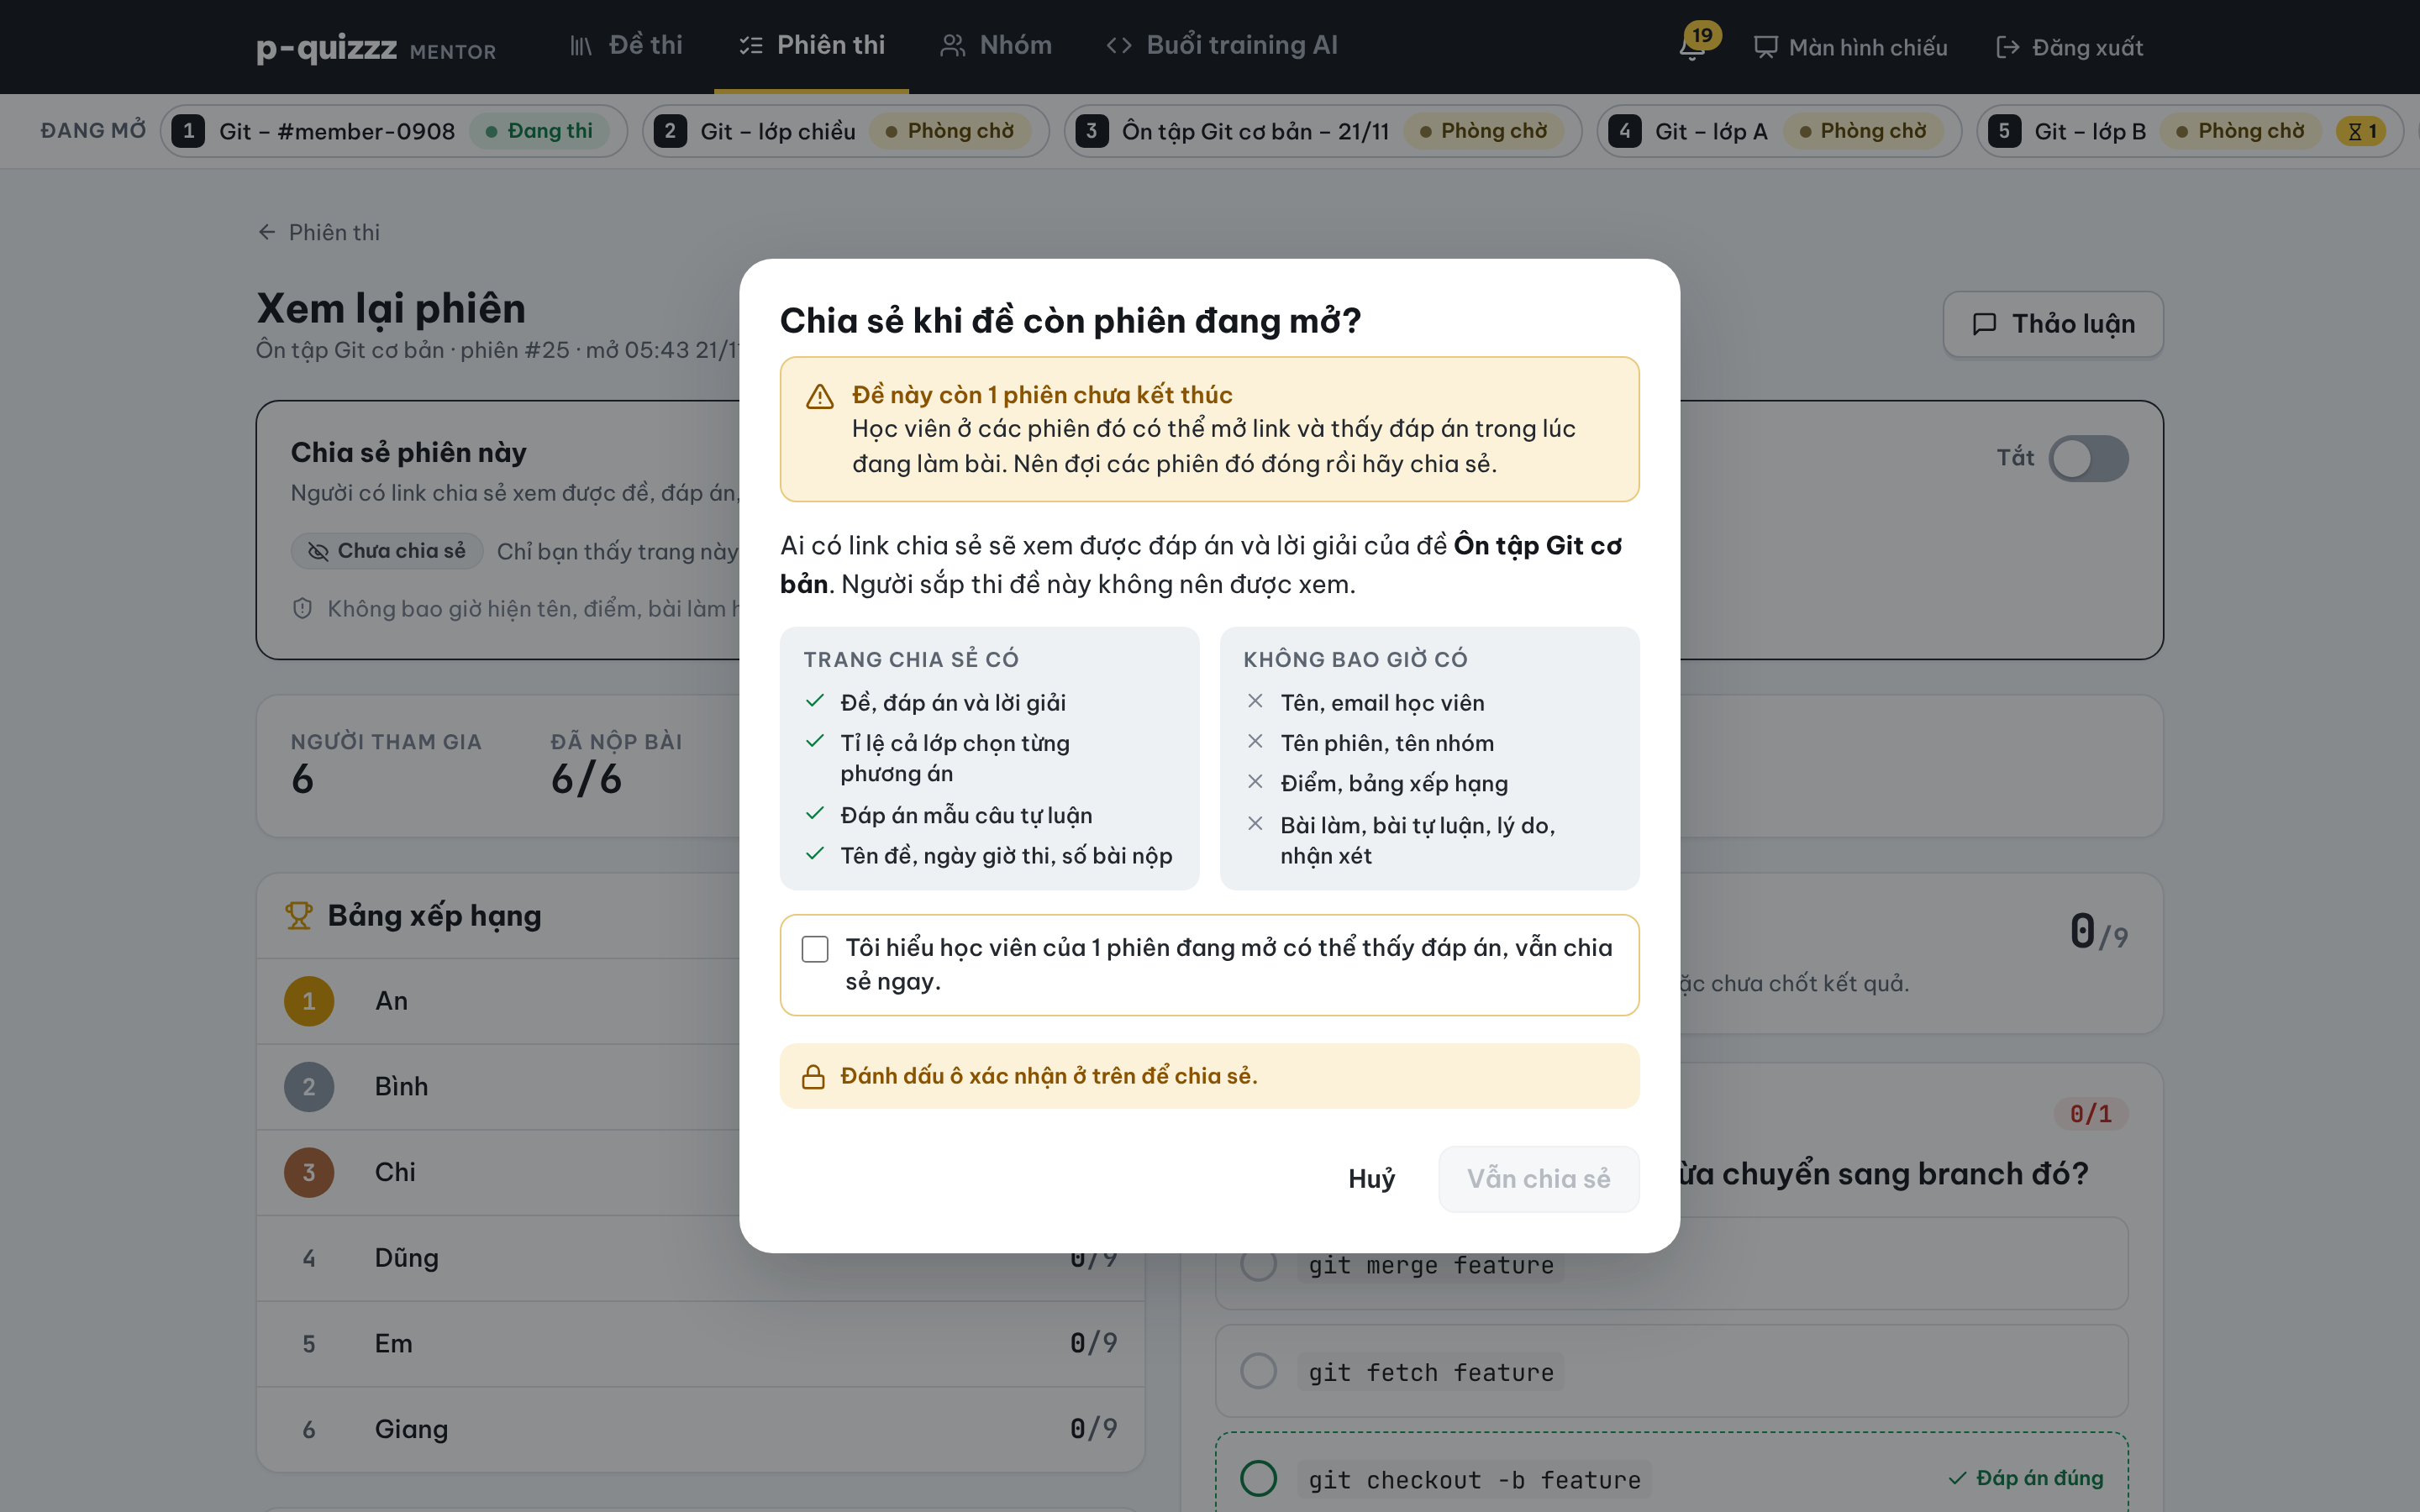 p-quizzz MENTOR
Đề thi
Phiên thi
Nhóm
Buổi training AI
19
Màn hình chiếu
Đăng xuất
ĐANG MỞ
1 Git – #member-0908 Đang thi
2 Git – lớp chiều Phòng chờ
3 Ôn tập Git cơ bản – 21/11 Phòng chờ
4 Git – lớp A Phòng chờ
5 Git – lớp B Phòng chờ 1
Phiên thi
Xem lại phiên
Ôn tập Git cơ bản · phiên #25 · mở 05:43 21/1
Thảo luận
Chia sẻ phiên này
Người có link chia sẻ xem được đề, đáp án,
Tắt
Chưa chia sẻ
Chỉ bạn thấy trang này
Không bao giờ hiện tên, điểm, bài làm
NGƯỜI THAM GIA
6
ĐÃ NỘP BÀI
6/6
Bảng xếp hạng
1 An
2 Bình
3 Chi
4 Dũng 0/9
5 Em 0/9
6 Giang 0/9
Chia sẻ khi đề còn phiên đang mở?
Đề này còn 1 phiên chưa kết thúc
Học viên ở các phiên đó có thể mở link và thấy đáp án trong lúc
đang làm bài. Nên đợi các phiên đó đóng rồi hãy chia sẻ.
Ai có link chia sẻ sẽ xem được đáp án và lời giải của đề Ôn tập Git cơ
bản. Người sắp thi đề này không nên được xem.
TRANG CHIA SẺ CÓ
Đề, đáp án và lời giải
Tỉ lệ cả lớp chọn từng
phương án
Đáp án mẫu câu tự luận
Tên đề, ngày giờ thi, số bài nộp
KHÔNG BAO GIỜ CÓ
Tên, email học viên
Tên phiên, tên nhóm
Điểm, bảng xếp hạng
Bài làm, bài tự luận, lý do,
nhận xét
Tôi hiểu học viên của 1 phiên đang mở có thể thấy đáp án, vẫn chia
sẻ ngay.
Đánh dấu ô xác nhận ở trên để chia sẻ.
Huỷ
Vẫn chia sẻ
0/9
chưa chốt kết quả.
0/1
chuyển sang branch đó?
git merge feature
git fetch feature
git checkout -b feature
Đáp án đúng